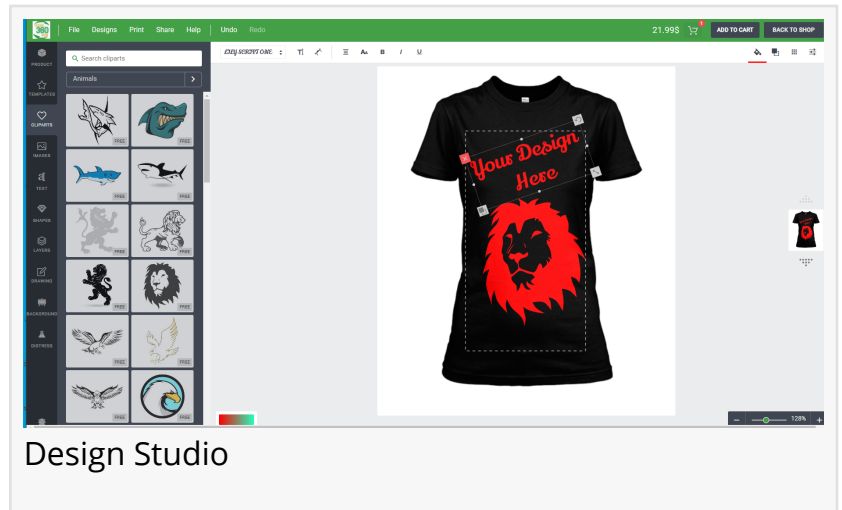 360 File Designs Print Share Help Undo Redo 21.99$ 1 ADD TO CART BACK TO SHOP
PRODUCT
Search cliparts
Animals
TEMPLATES
CLIPARTS
IMAGES
TEXT
SHAPES
LAYERS
DRAWING
BACKGROUND
DISTRESS
FREE FREE
FREE FREE
FREE FREE
FREE FREE
FREE FREE
FREE FREE
Your Design
Here
128%
Design Studio